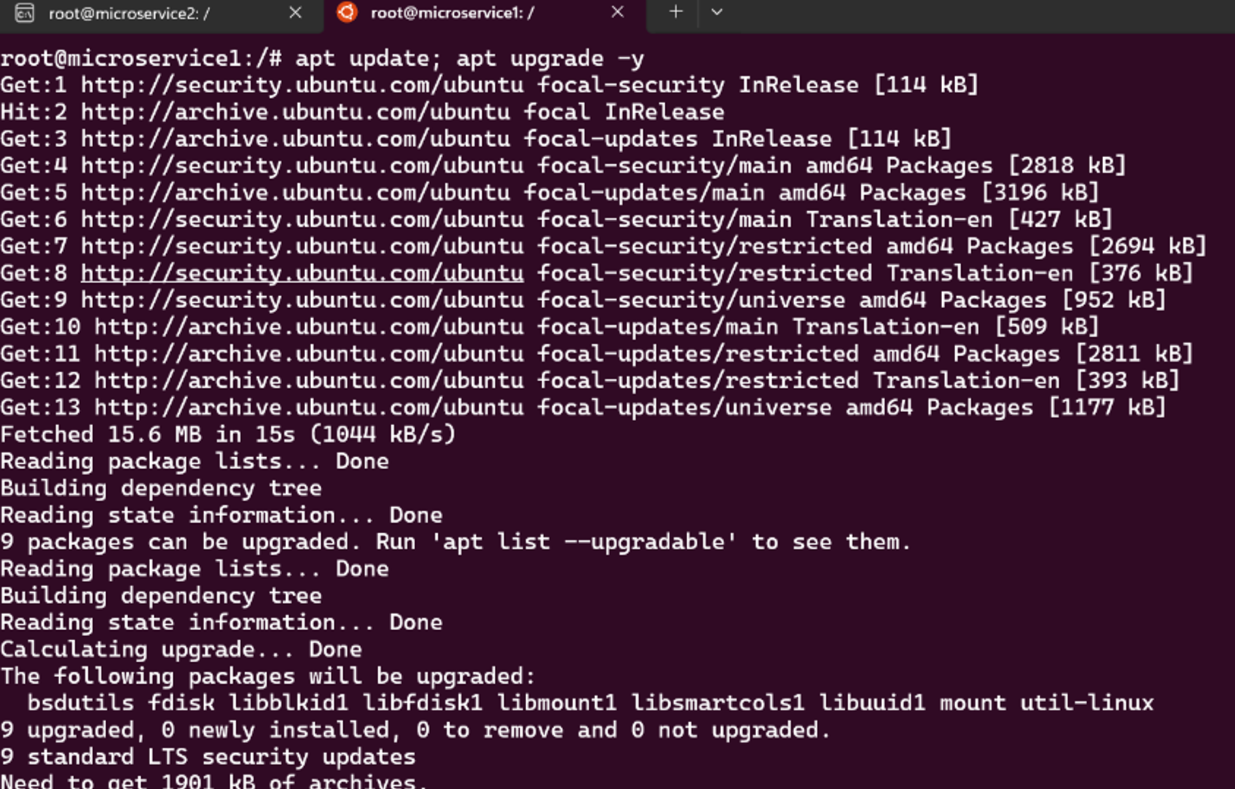 root@microservice2: /
root@microservice1: /
root@microservice1:/# apt update; apt upgrade -y
Get:1 http://security.ubuntu.com/ubuntu focal-security InRelease [114 kB]
Hit:2 http://archive.ubuntu.com/ubuntu focal InRelease
Get:3 http://archive.ubuntu.com/ubuntu focal-updates InRelease [114 kB]
Get:4 http://security.ubuntu.com/ubuntu focal-security/main amd64 Packages [2818 kB]
Get:5 http://archive.ubuntu.com/ubuntu focal-updates/main amd64 Packages [3196 kB]
Get:6 http://security.ubuntu.com/ubuntu focal-security/main Translation-en [427 kB]
Get:7 http://security.ubuntu.com/ubuntu focal-security/restricted amd64 Packages [2694 kB]
Get:8 http://security.ubuntu.com/ubuntu focal-security/restricted Translation-en [376 kB]
Get:9 http://security.ubuntu.com/ubuntu focal-security/universe amd64 Packages [952 kB]
Get:10 http://archive.ubuntu.com/ubuntu focal-updates/main Translation-en [509 kB]
Get:11 http://archive.ubuntu.com/ubuntu focal-updates/restricted amd64 Packages [2811 kB]
Get:12 http://archive.ubuntu.com/ubuntu focal-updates/restricted Translation-en [393 kB]
Get:13 http://archive.ubuntu.com/ubuntu focal-updates/universe amd64 Packages [1177 kB]
Fetched 15.6 MB in 15s (1044 kB/s)
Reading package lists... Done
Building dependency tree
Reading state information... Done
9 packages can be upgraded. Run 'apt list --upgradable' to see them.
Reading package lists... Done
Building dependency tree
Reading state information... Done
Calculating upgrade... Done
The following packages will be upgraded:
  bsdutils fdisk libblkid1 libfdisk1 libmount1 libsmartcols1 libuuid1 mount util-linux
9 upgraded, 0 newly installed, 0 to remove and 0 not upgraded.
9 standard LTS security updates
Need to get 1901 kB of archives.